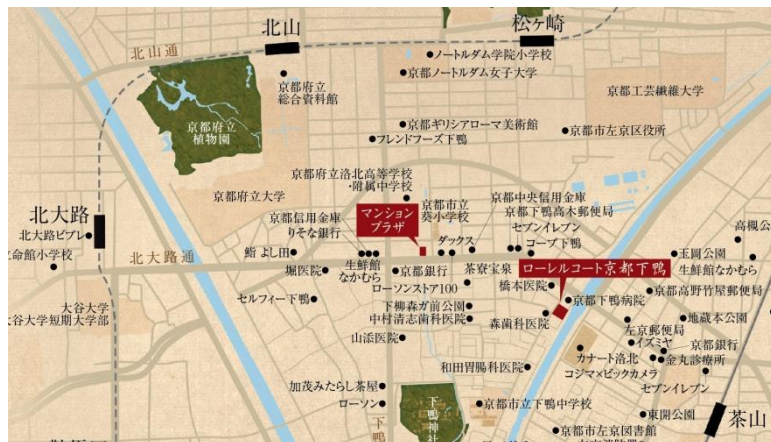 北山
松ヶ崎
北山通
ノートルダム学院小学校
京都ノートルダム女子大学
京都府立
総合資料館
京都工芸繊維大学
京都府立
植物園
京都ギリシアローマ美術館
京都市左京区役所
フレンドフーズ下鴨
京都府立洛北高等学校
・附属中学校
京都府立大学
京都市立
葵小学校
京都中央信用金庫
京都下鴨高木郵便局
北大路
マンション
プラザ
京都信用金庫
りそな銀行
セブンイレブン
北大路ビブレ
ダックス
コープ下鴨
高槻公
立命館小学校
北大路通
鮨 よし田
生鮮館
なかむら
京都銀行
茶寮宝泉
ローレルコート京都下鴨
玉岡公園
生鮮館なかむら
堀医院
ローソンストア100
橋本医院
京都下鴨病院
京都高野竹屋郵便局
セルフィー下鴨
大谷大学
大谷大学短期大学部
下柳森ガ前公園
中村清志歯科医院
森歯科医院
左京郵便局
地蔵本公園
山添医院
イズミヤ
京都銀行
カナート洛北
金丸診療所
コジマ×ビックカメラ
和田胃腸科医院
セブンイレブン
加茂みたらし茶屋
ローソン
下鴨神社
京都市立下鴨中学校
東開公園
茶山
京都市左京図書館
下鴨